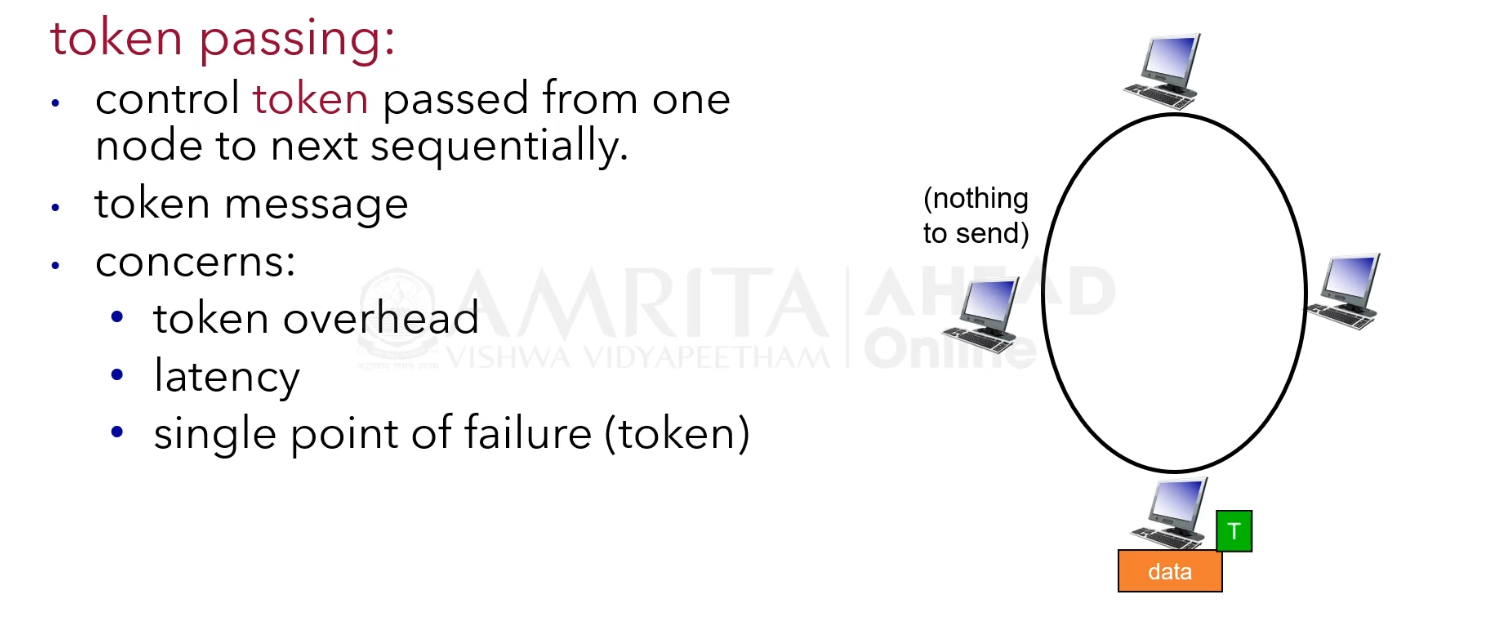 token passing:
• control token passed from one
node to next sequentially.
• token message
• concerns:
• token overhead
• latency
• single point of failure (token)
(nothing
to send)
T
data
AMRITA
VISHWA VIDYAPEETHAM
AHEAD
Online